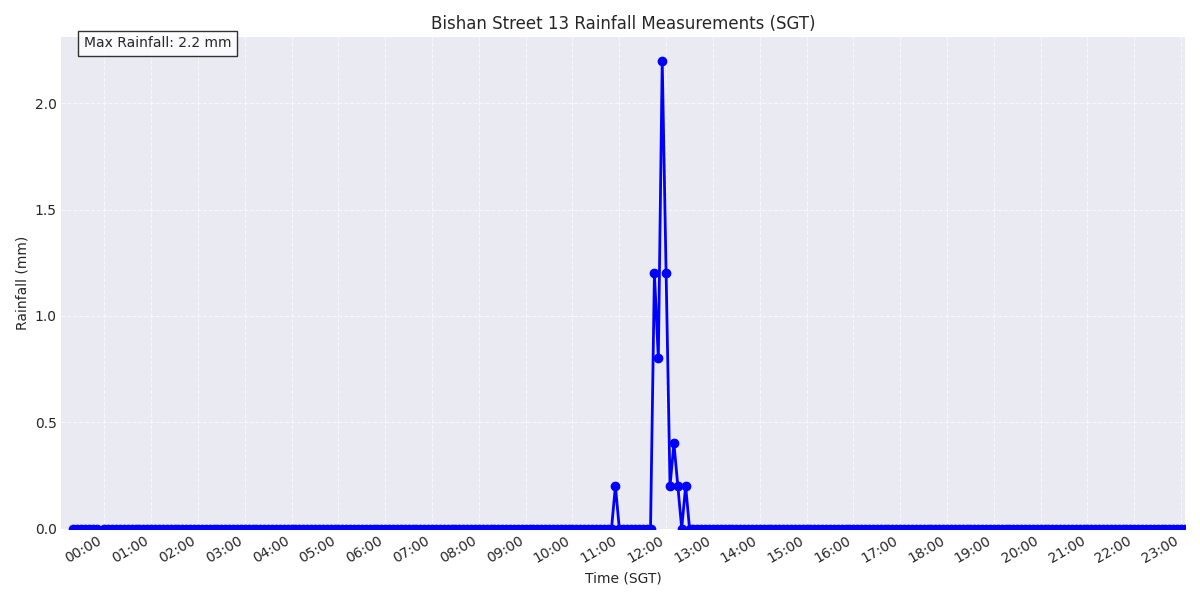 Bishan Street 13 Rainfall Measurements (SGT)
Max Rainfall: 2.2 mm
2.0
1.5
1.0
0.5
0.0
Rainfall (mm)
00:00 01:00 02:00 03:00 04:00 05:00 06:00 07:00 08:00 09:00 10:00 11:00 12:00 13:00 14:00 15:00 16:00 17:00 18:00 19:00 20:00 21:00 22:00 23:00
Time (SGT)